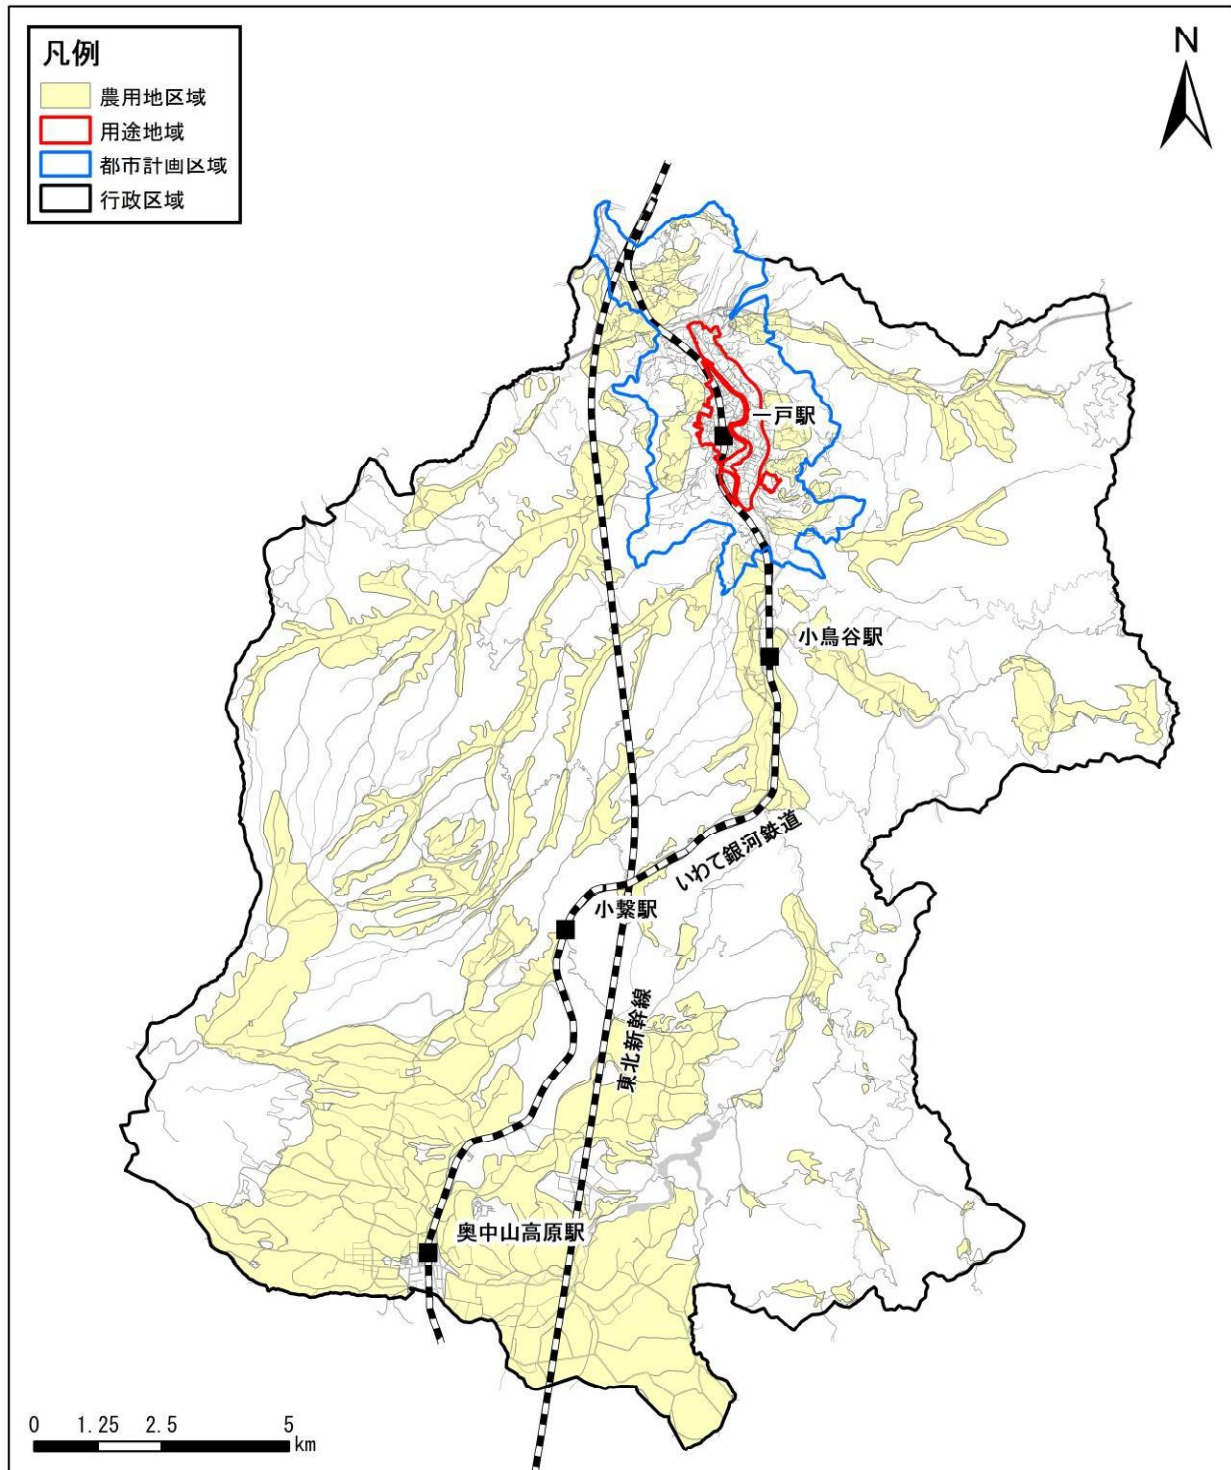 凡例
農用地区域
用途地域
都市計画区域
行政区域
N
一戸駅
小鳥谷駅
いわて銀河鉄道
小繋駅
東北新幹線
奥中山高原駅
0 1.25 2.5 5
km